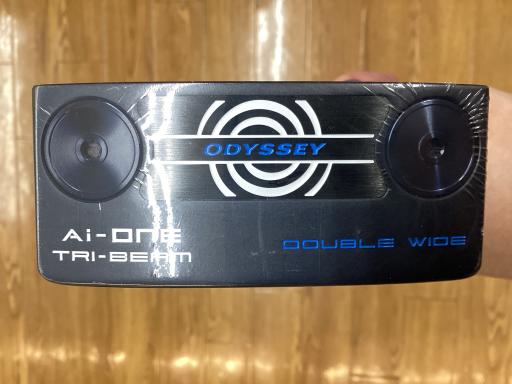 ODYSSEY
Ai-ONE
TRI-BEAM
DOUBLE WIDE